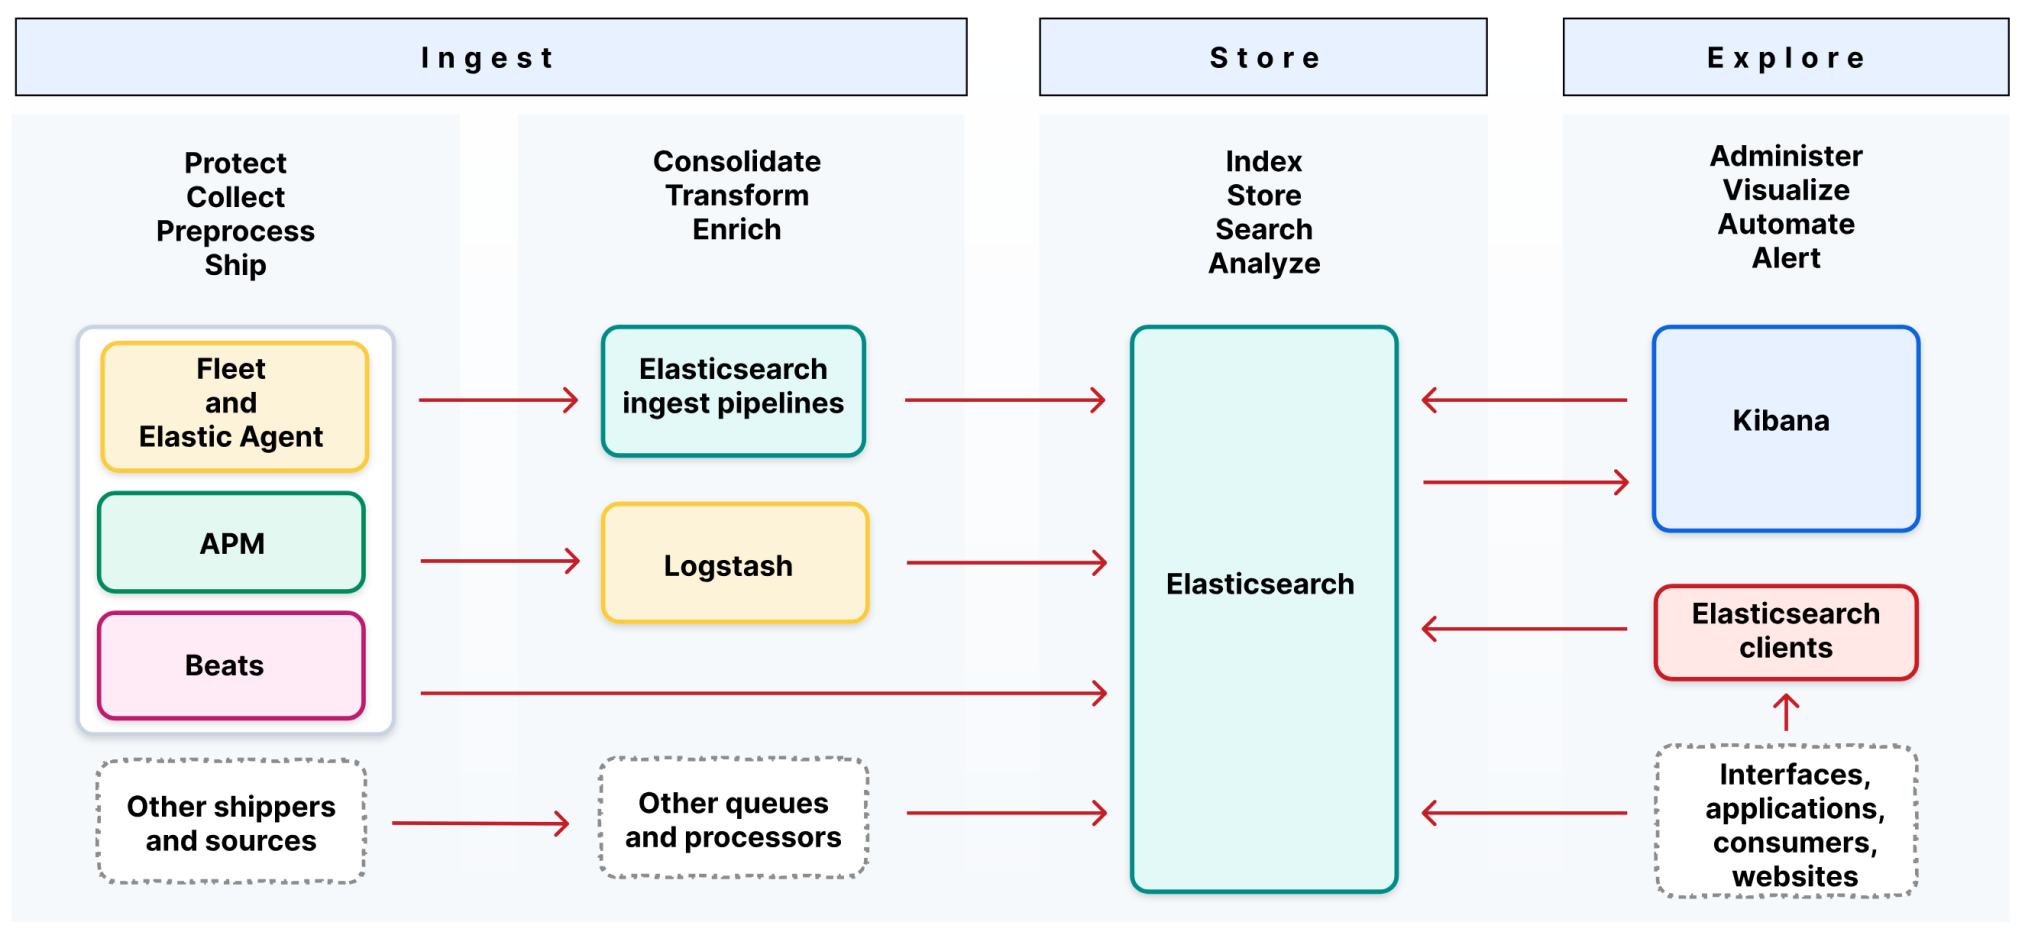 Ingest
Store
Explore
Protect
Collect
Preprocess
Ship
Consolidate
Transform
Enrich
Index
Store
Search
Analyze
Administer
Visualize
Automate
Alert
Fleet
and
Elastic Agent
APM
Beats
Other shippers
and sources
Elasticsearch
ingest pipelines
Logstash
Other queues
and processors
Elasticsearch
Kibana
Elasticsearch
clients
Interfaces,
applications,
consumers,
websites